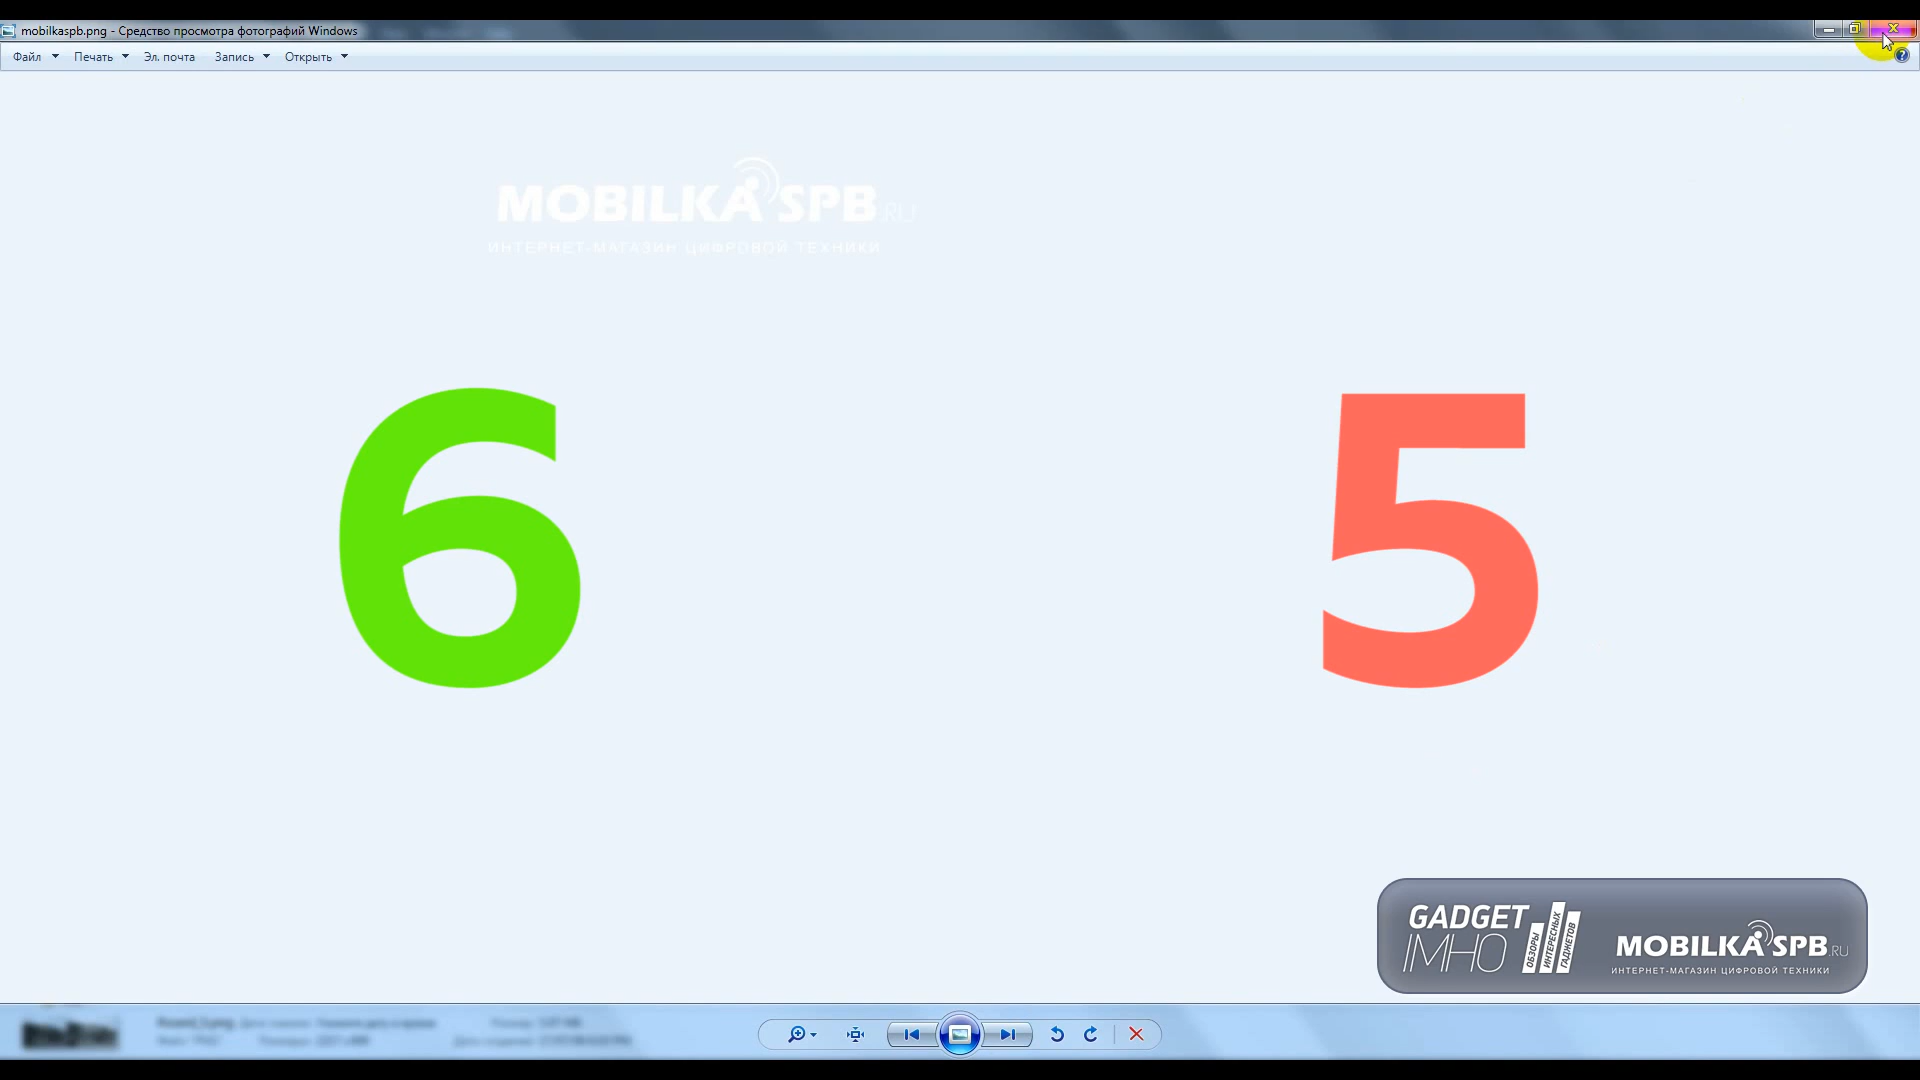 mobilkaspb.png - Средство просмотра фотографий Windows
Файл Печать Эл. почта Запись Открыть
MOBILKA SPB.RU
ИНТЕРНЕТ-МАГАЗИН ЦИФРОВОЙ ТЕХНИКИ
6 5
GADGET
IMHO
ОБЗОРЫ
ИНТЕРЕСНЫХ
ГАДЖЕТОВ
MOBILKA SPB.RU
ИНТЕРНЕТ-МАГАЗИН ЦИФРОВОЙ ТЕХНИКИ